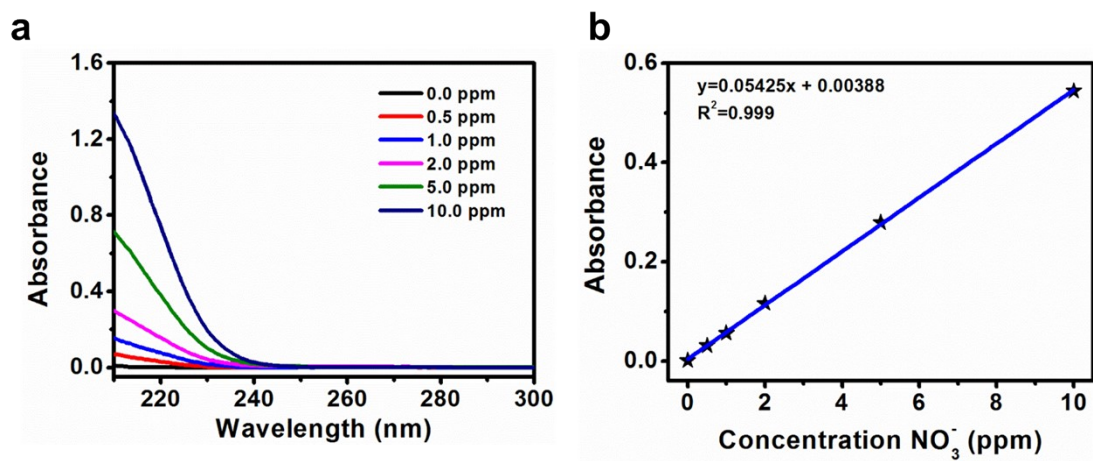 a
1.6
1.2
0.8
0.4
0.0
Absorbance
220 240 260 280 300
Wavelength (nm)
0.0 ppm
0.5 ppm
1.0 ppm
2.0 ppm
5.0 ppm
10.0 ppm
b
0.6
0.4
0.2
0.0
Absorbance
y=0.05425x + 0.00388
R²=0.999
0 2 4 6 8 10
Concentration NO₃⁻ (ppm)